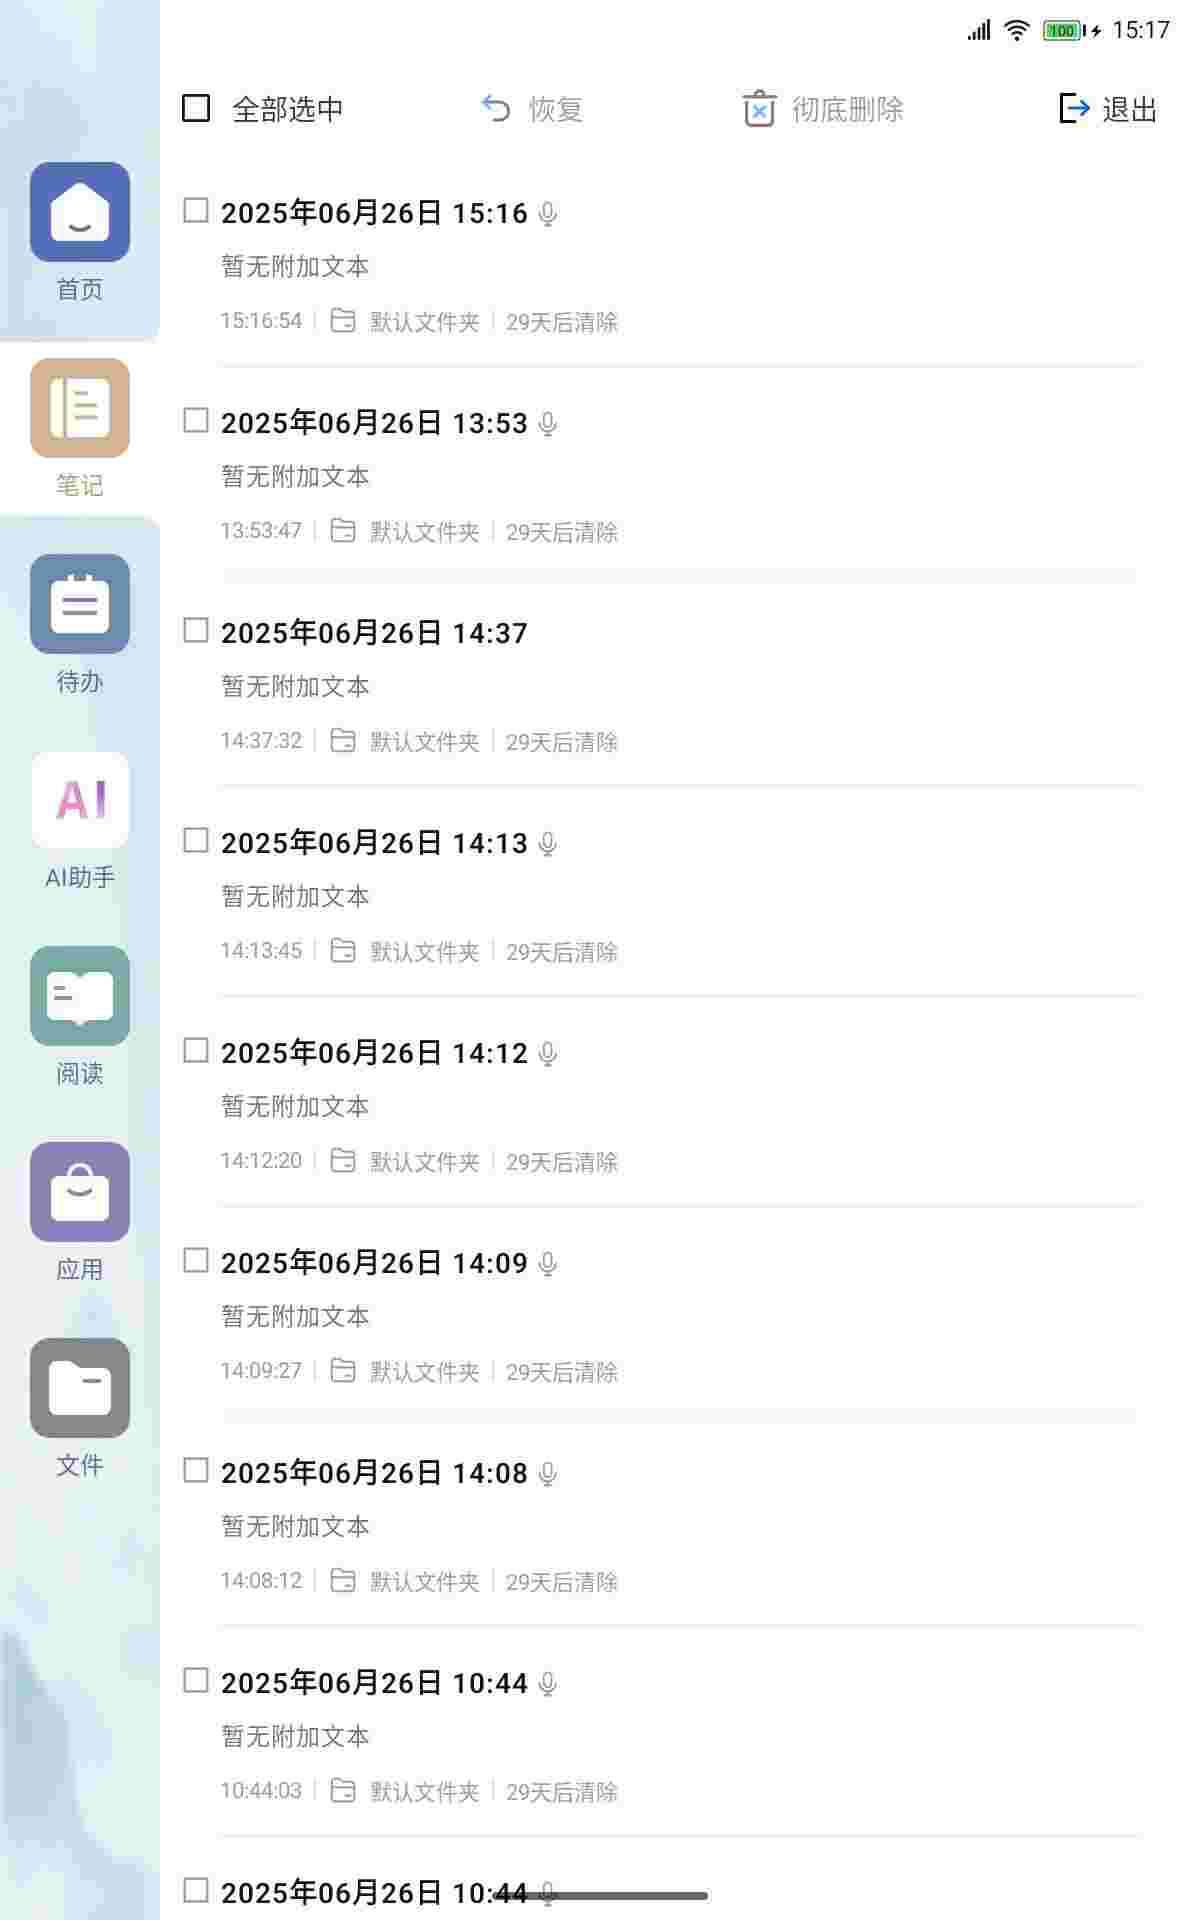 100 15:17
全部选中 恢复 彻底删除 退出
首页
笔记
待办
AI
AI助手
阅读
应用
文件
2025年06月26日 15:16
暂无附加文本
15:16:54 默认文件夹 29天后清除
2025年06月26日 13:53
暂无附加文本
13:53:47 默认文件夹 29天后清除
2025年06月26日 14:37
暂无附加文本
14:37:32 默认文件夹 29天后清除
2025年06月26日 14:13
暂无附加文本
14:13:45 默认文件夹 29天后清除
2025年06月26日 14:12
暂无附加文本
14:12:20 默认文件夹 29天后清除
2025年06月26日 14:09
暂无附加文本
14:09:27 默认文件夹 29天后清除
2025年06月26日 14:08
暂无附加文本
14:08:12 默认文件夹 29天后清除
2025年06月26日 10:44
暂无附加文本
10:44:03 默认文件夹 29天后清除
2025年06月26日 10:44